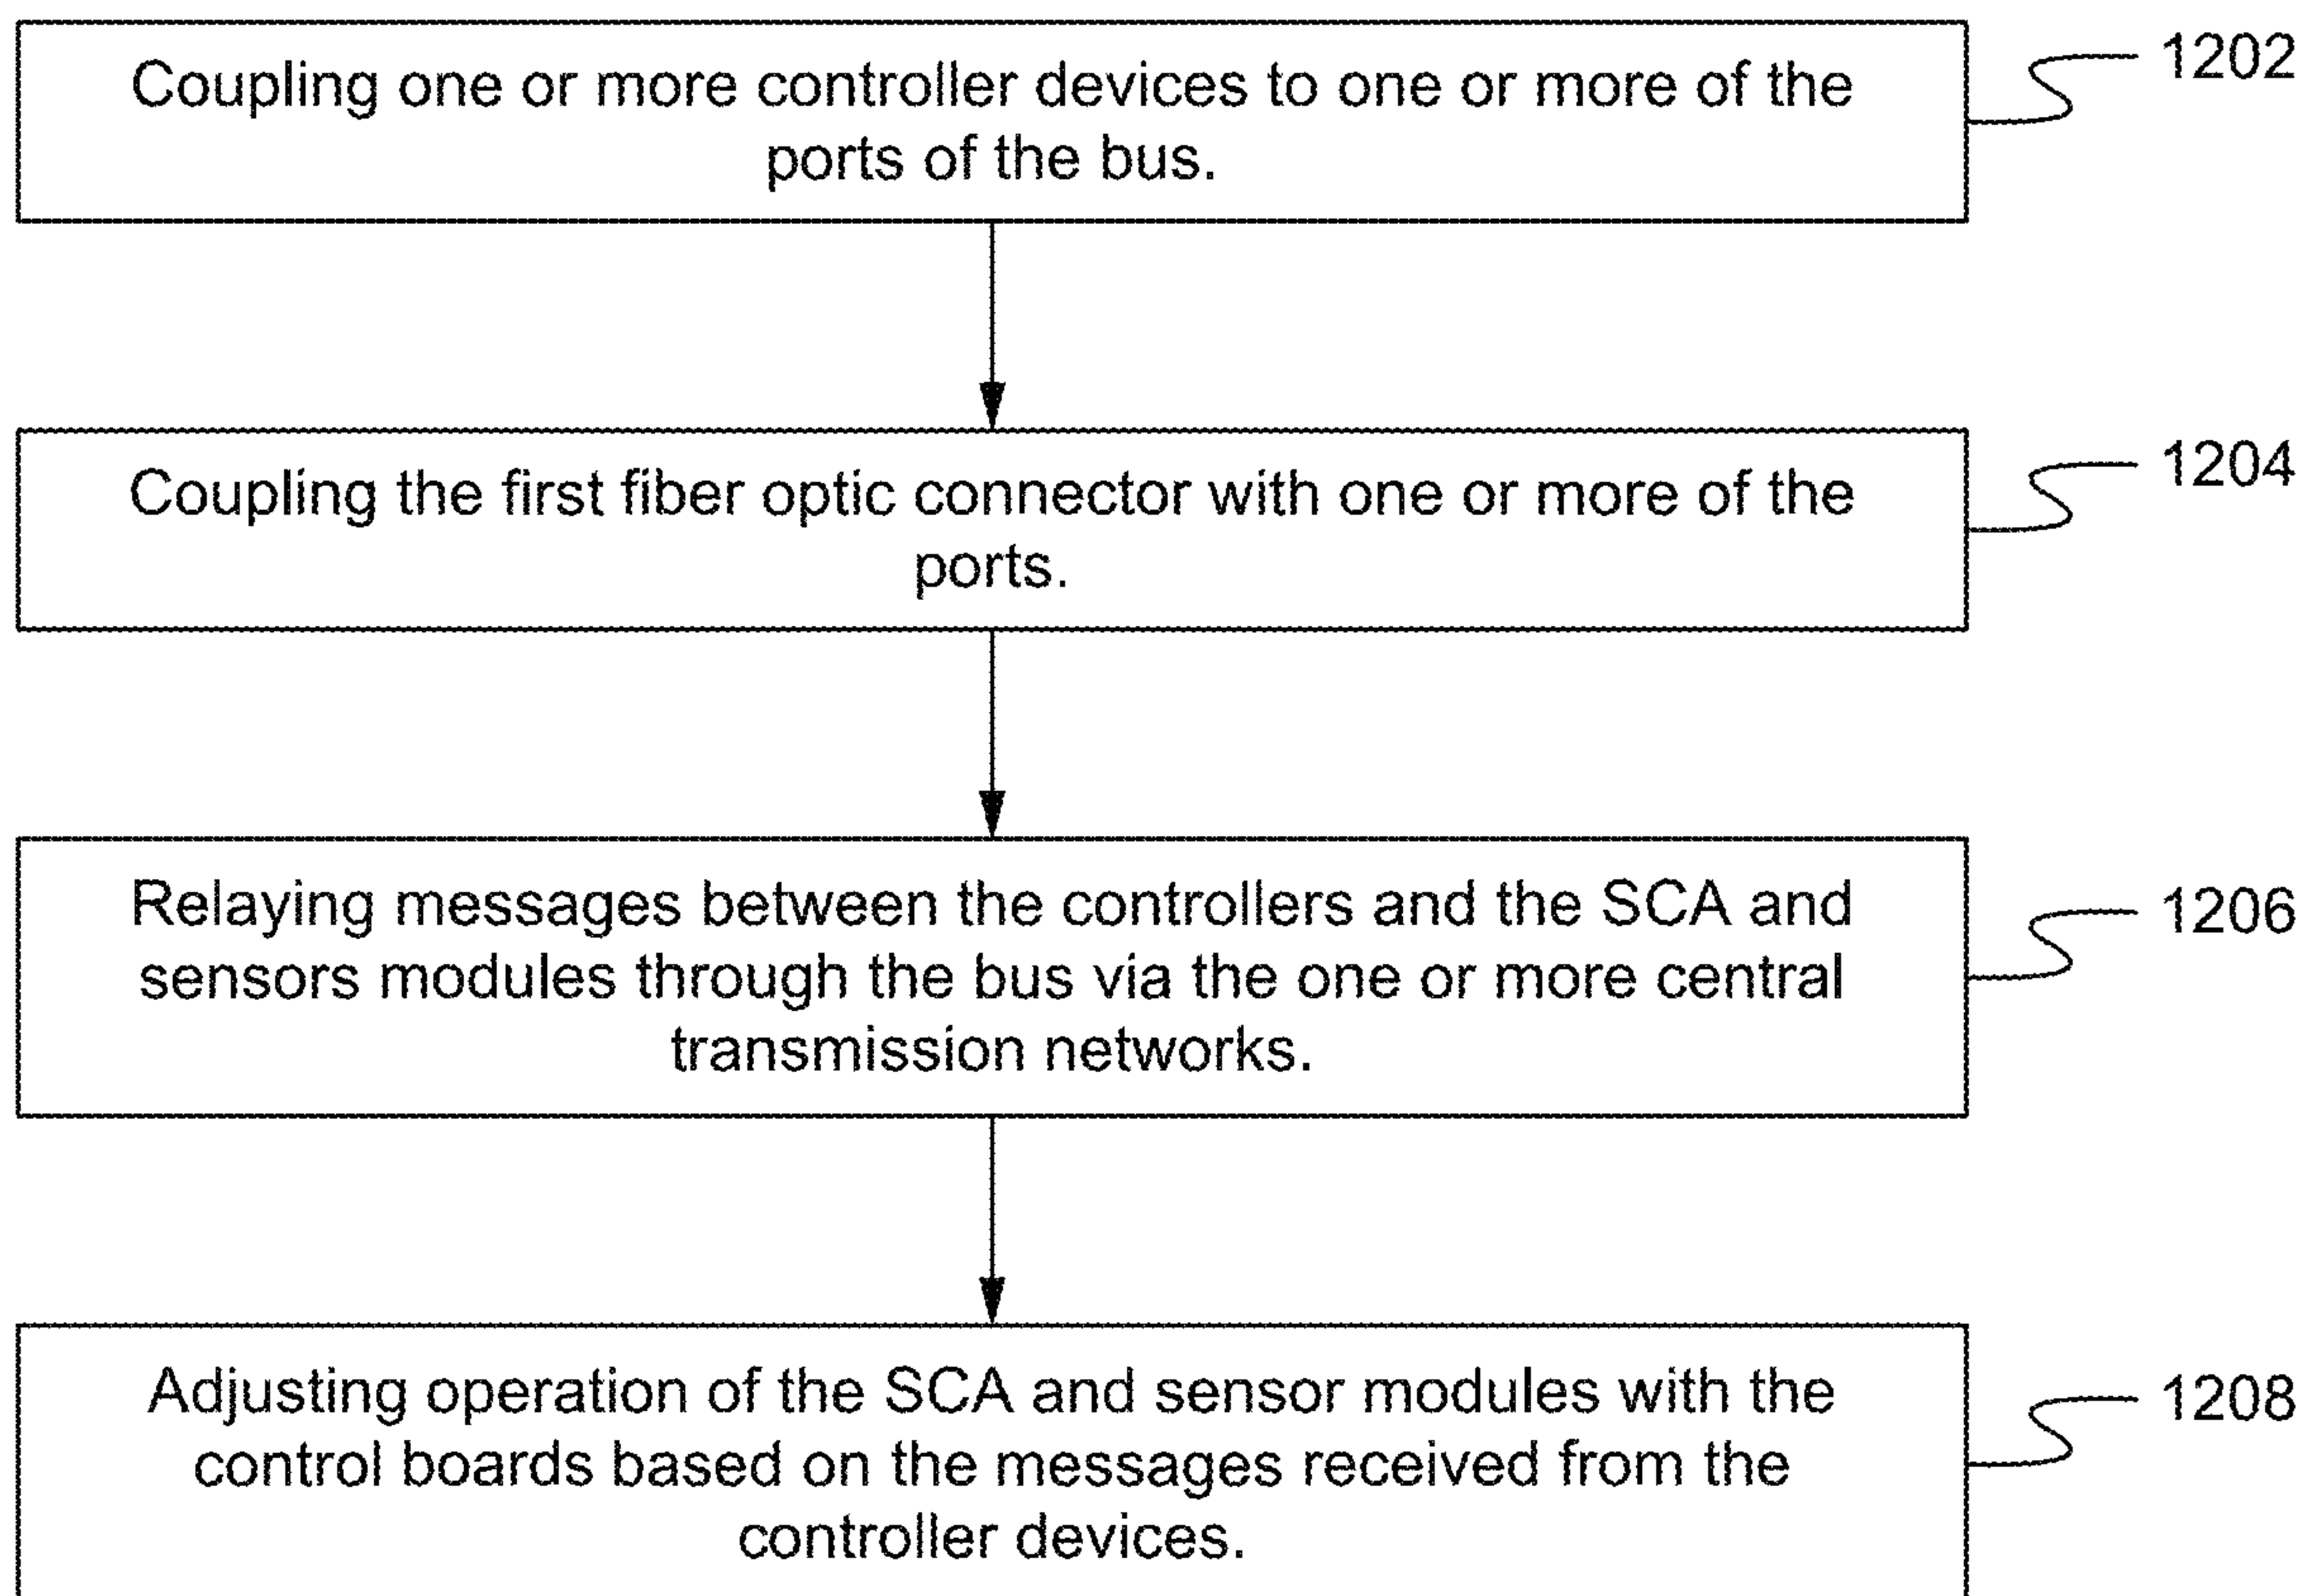 Coupling one or more controller devices to one or more of the
ports of the bus.
1202
Coupling the first fiber optic connector with one or more of the
ports.
1204
Relaying messages between the controllers and the SCA and
sensors modules through the bus via the one or more central
transmission networks.
1206
Adjusting operation of the SCA and sensor modules with the
control boards based on the messages received from the
controller devices.
1208